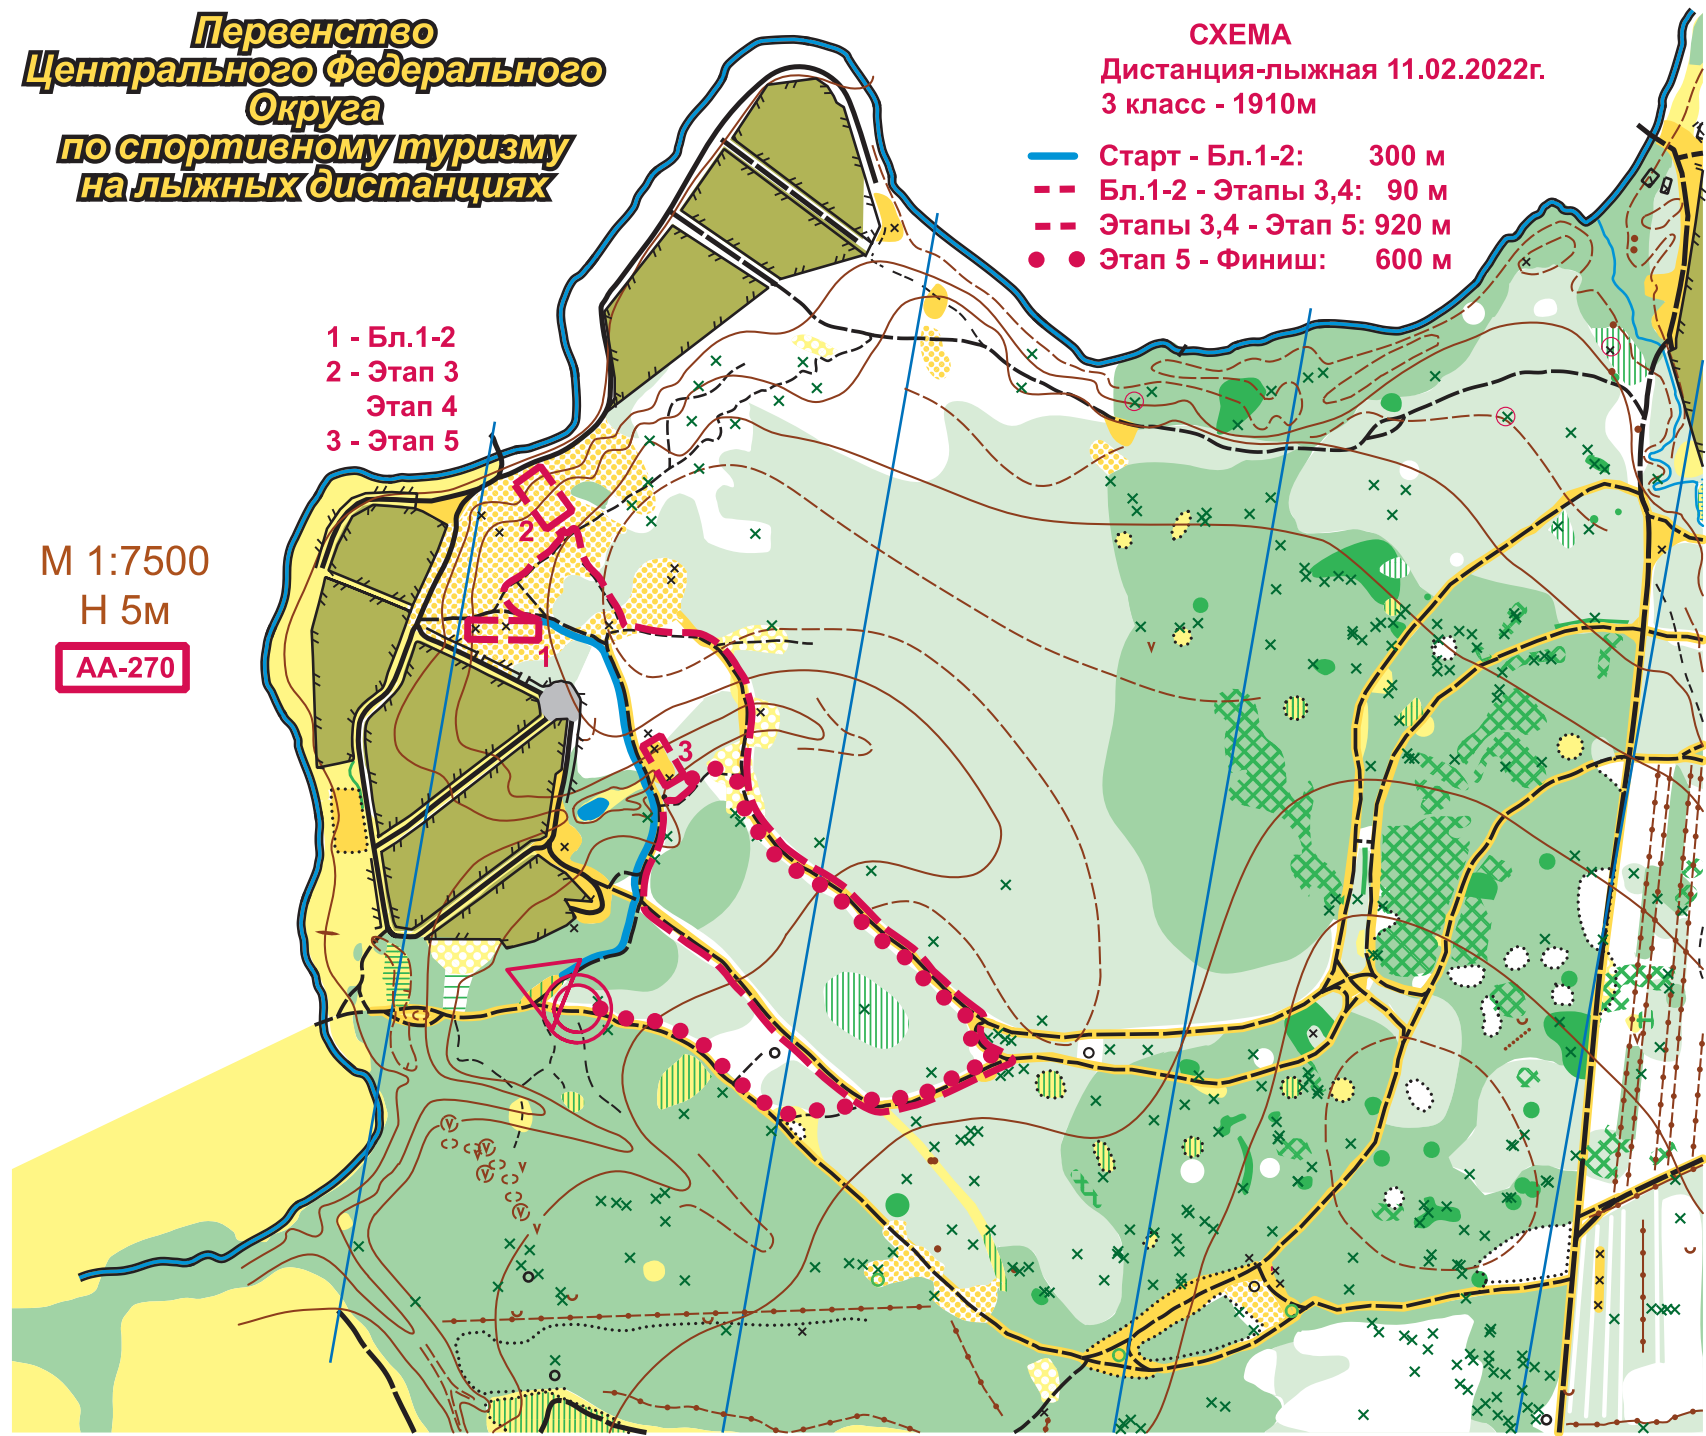 Первенство
Центрального Федерального
Округа
по спортивному туризму
на лыжных дистанциях
СХЕМА
Дистанция-лыжная 11.02.2022г.
3 класс - 1910м
Старт - Бл.1-2: 300 м
Бл.1-2 - Этапы 3,4: 90 м
Этапы 3,4 - Этап 5: 920 м
Этап 5 - Финиш: 600 м
1 - Бл.1-2
2 - Этап 3
Этап 4
3 - Этап 5
М 1:7500
Н 5м
АА-270
2
1
3